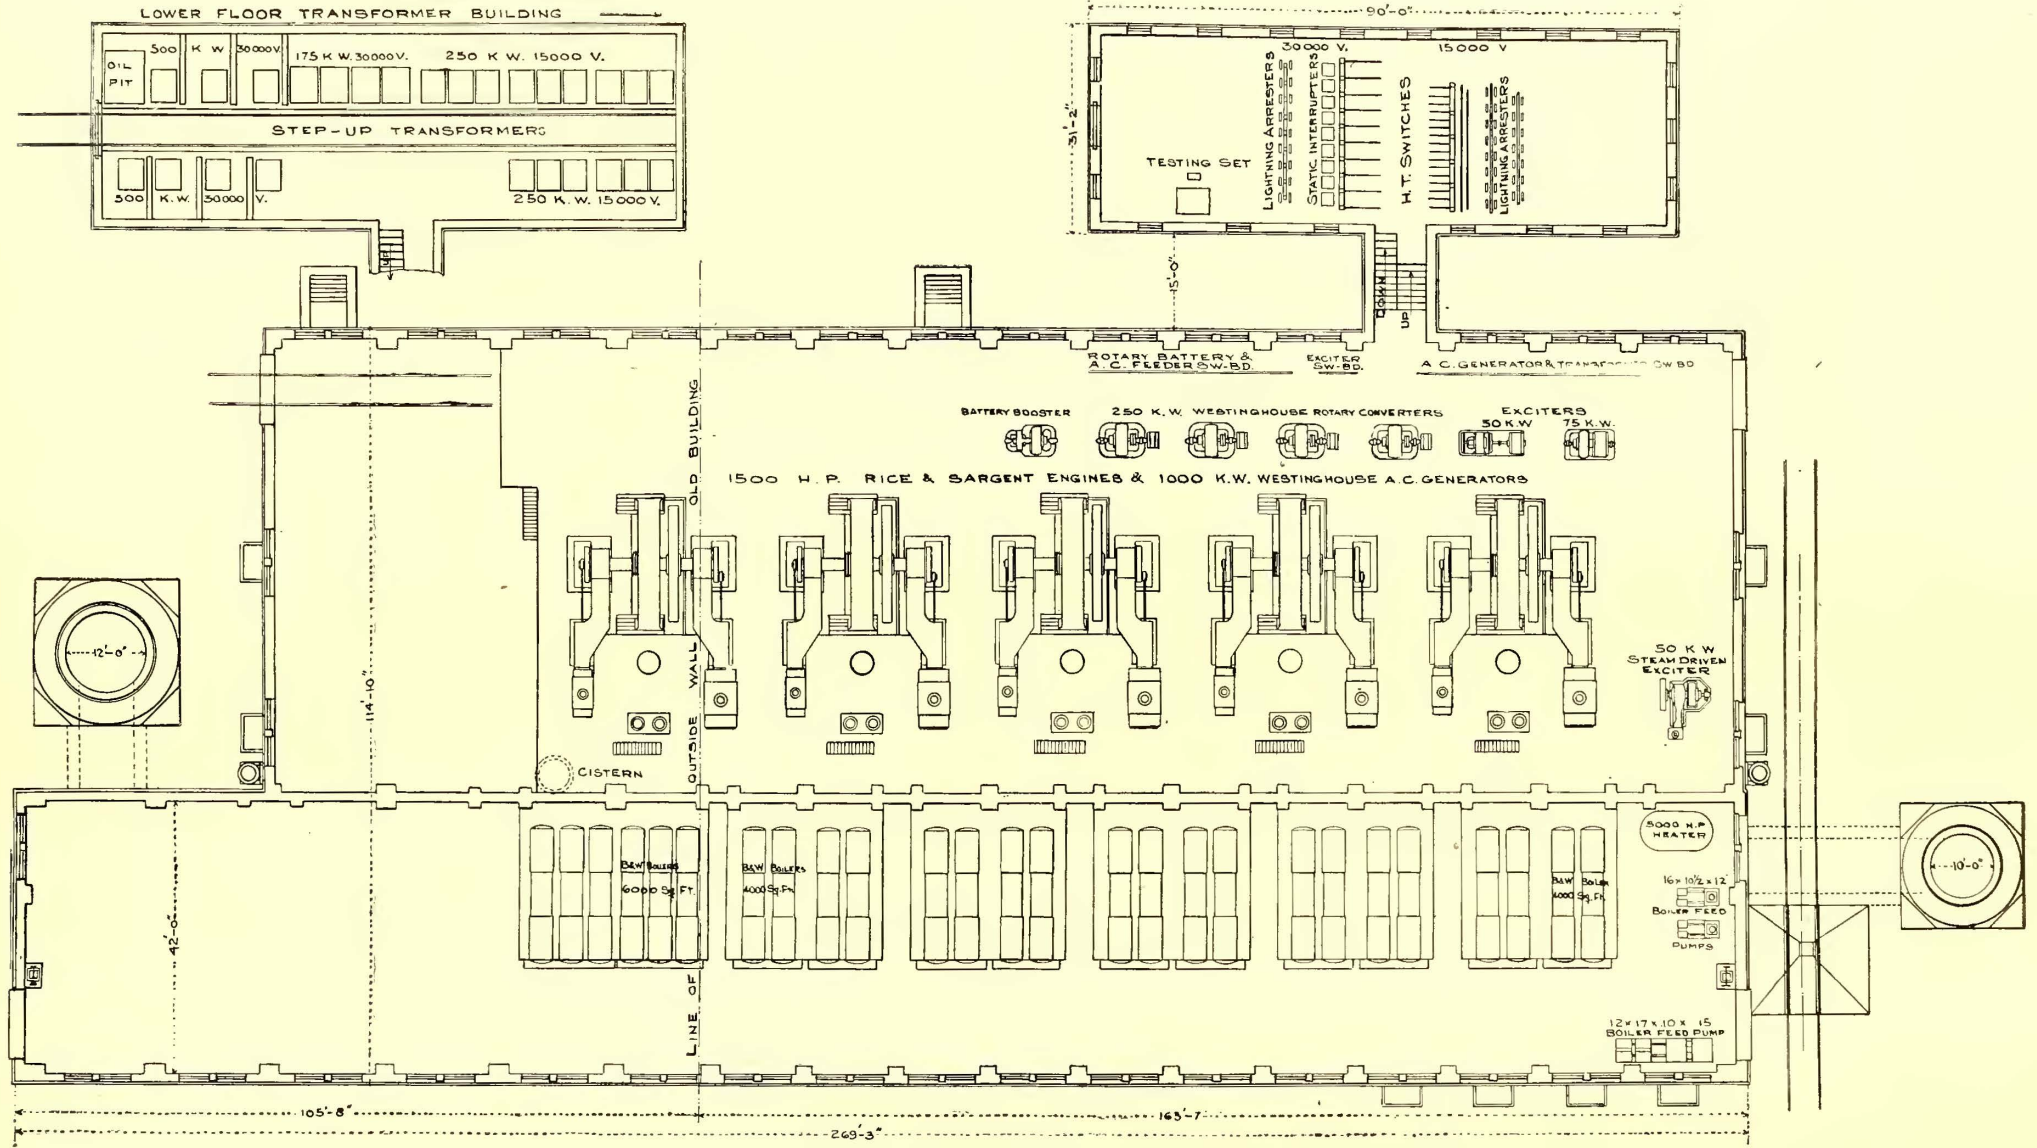 LOWER FLOOR TRANSFORMER BUILDING
90'-0"
OIL
PIT
500 K W 30000 V.
175 K.W. 30000 V.
250 K. W. 15000 V.
STEP-UP TRANSFORMERS
500 K.W. 30000 V.
250 K. W. 15000 V.
UP
30000 V.
15000 V
LIGHTNING ARRESTERS
STATIC INTERRUPTERS
H.T. SWITCHES
LIGHTNING ARRESTERS
TESTING SET
31'-2"
15'-0"
DOWN
UP
ROTARY BATTERY &
A.C. FEEDER SW-BD.
EXCITER
SW-BD.
A C. GENERATOR & SW BD
BATTERY BOOSTER
250 K.W. WESTINGHOUSE ROTARY CONVERTERS
EXCITERS
50 K.W
75 K.W.
1500 H. P. RICE & SARGENT ENGINES & 1000 K.W. WESTINGHOUSE A.C. GENERATORS
LINE OF OUTSIDE WALL OLD BUILDING
12'-0"
114'-10"
50 K W
STEAM DRIVEN
EXCITER
CISTERN
B&W BOILERS
6000 Sq. FT.
B&W BOILERS
4000 Sq. FT.
B&W BOILER
4000 Sq. FT.
5000 H.P
HEATER
16 x 10 1/2 x 12"
BOILER FEED
PUMPS
10'-0"
42'-0"
12 x 17 x 10 x 15
BOILER FEED PUMP
105'-8"
163'-7
269'-3"